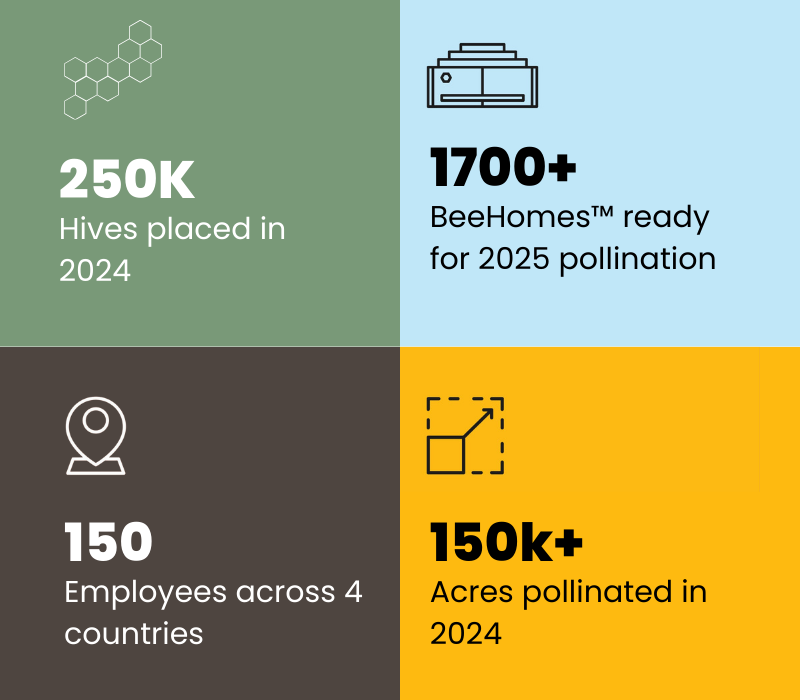 250K
Hives placed in
2024
1700+
BeeHomes™ ready
for 2025 pollination
150
Employees across 4
countries
150k+
Acres pollinated in
2024